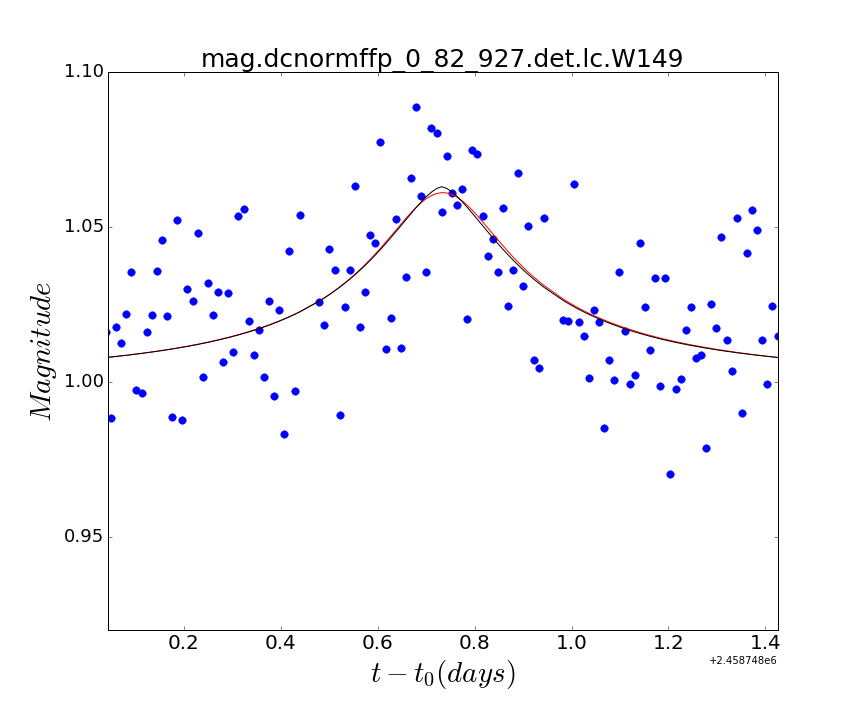 mag.dcnormffp_0_82_927.det.lc.W149
1.10
1.05
1.00
0.95
Magnitude
0.2 0.4 0.6 0.8 1.0 1.2 1.4
+2.458748e6
t − t₀(days)